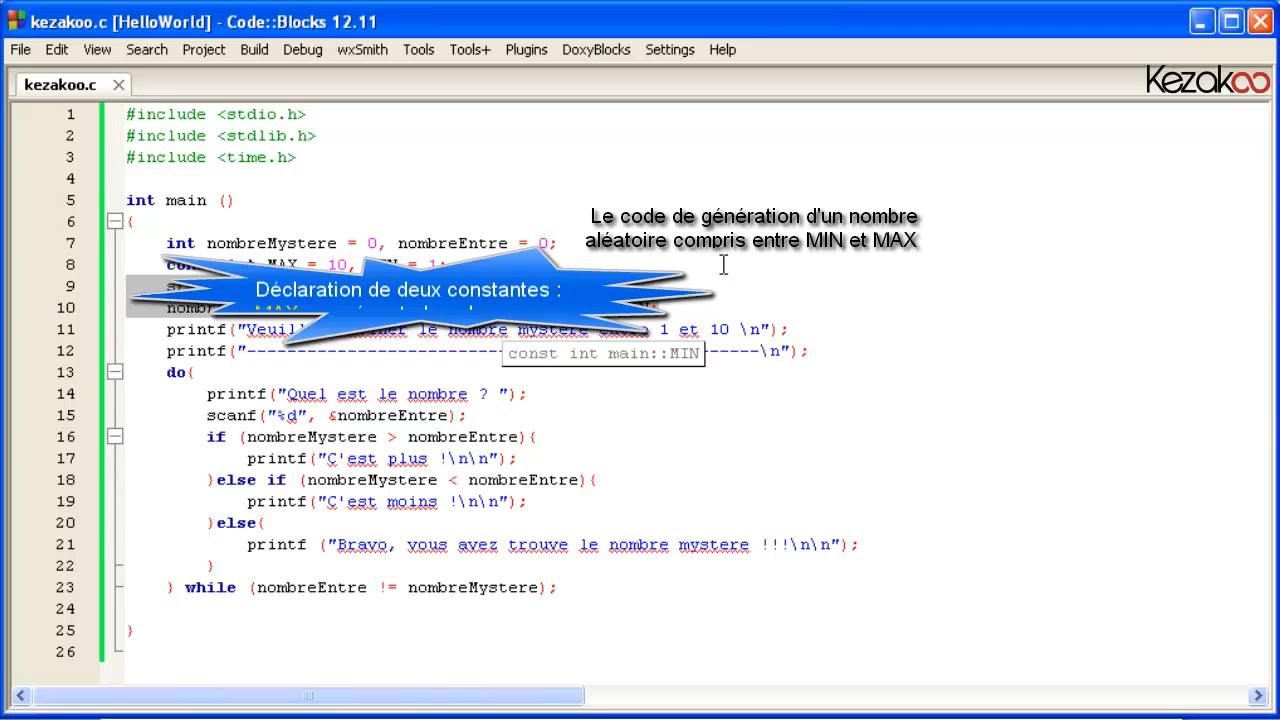 kezakoo.c [HelloWorld] - Code::Blocks 12.11
File Edit View Search Project Build Debug wxSmith Tools Tools+ Plugins DoxyBlocks Settings Help
kezakoo.c
Kezakoo
1 #include <stdio.h>
2 #include <stdlib.h>
3 #include <time.h>
4
5 int main ()
6 {
Le code de génération d'un nombre
aléatoire compris entre MIN et MAX
7 int nombreMystere = 0, nombreEntre = 0;
8 MAX = 10, = 1;
9
Déclaration de deux constantes :
10
11 printf(" le nombre mystere 1 et 10 \n");
12 printf("\n");
const int main::MIN
13 do{
14 printf("Quel est le nombre ? ");
15 scanf("%d", &nombreEntre);
16 if (nombreMystere > nombreEntre){
17 printf("C'est plus !\n\n");
18 }else if (nombreMystere < nombreEntre){
19 printf("C'est moins !\n\n");
20 }else{
21 printf ("Bravo, vous avez trouve le nombre mystere !!!\n\n");
22 }
23 } while (nombreEntre != nombreMystere);
24
25 }
26